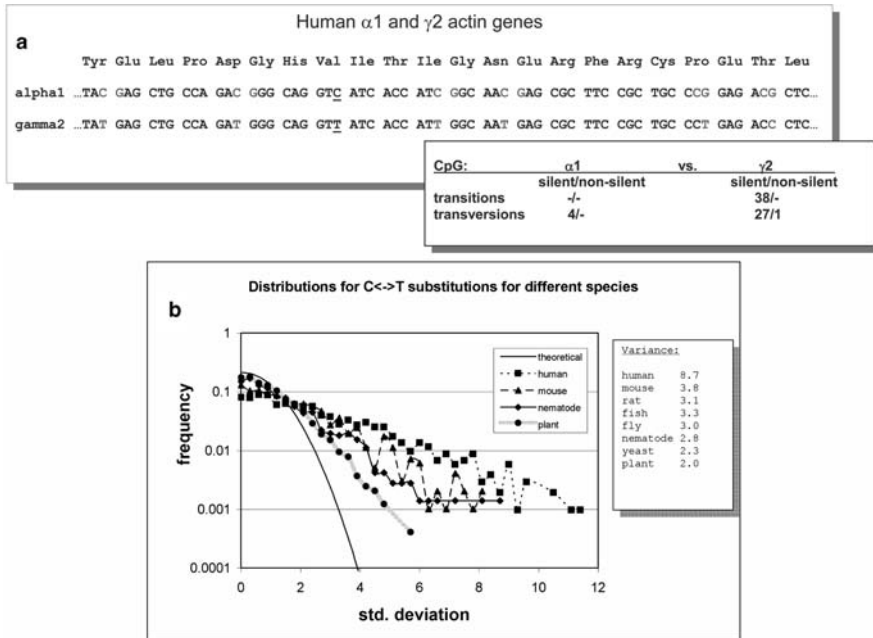 Human α1 and γ2 actin genes
a
Tyr Glu Leu Pro Asp Gly His Val Ile Thr Ile Gly Asn Glu Arg Phe Arg Cys Pro Glu Thr Leu
alpha1 …TACG GAG CTG CCA GAC GGG CAG GTC ATC ACC ATC GGC AAC GAG CGC TTC CGC TGC CCG GAG ACG CTC…
gamma2 …TAT GAG CTG CCA GAT GGG CAG GTT ATC ACC ATT GGC AAT GAG CGC TTC CGC TGC CCT GAG ACC CTC…
CpG: α1 vs. γ2
silent/non-silent silent/non-silent
transitions -/- 38/-
transversions 4/- 27/1
Distributions for C<->T substitutions for different species
b
1
0.1
0.01
0.001
0.0001
frequency
0 2 4 6 8 10 12
std. deviation
theoretical
human
mouse
nematode
plant
Variance:
human 8.7
mouse 3.8
rat 3.1
fish 3.3
fly 3.0
nematode 2.8
yeast 2.3
plant 2.0